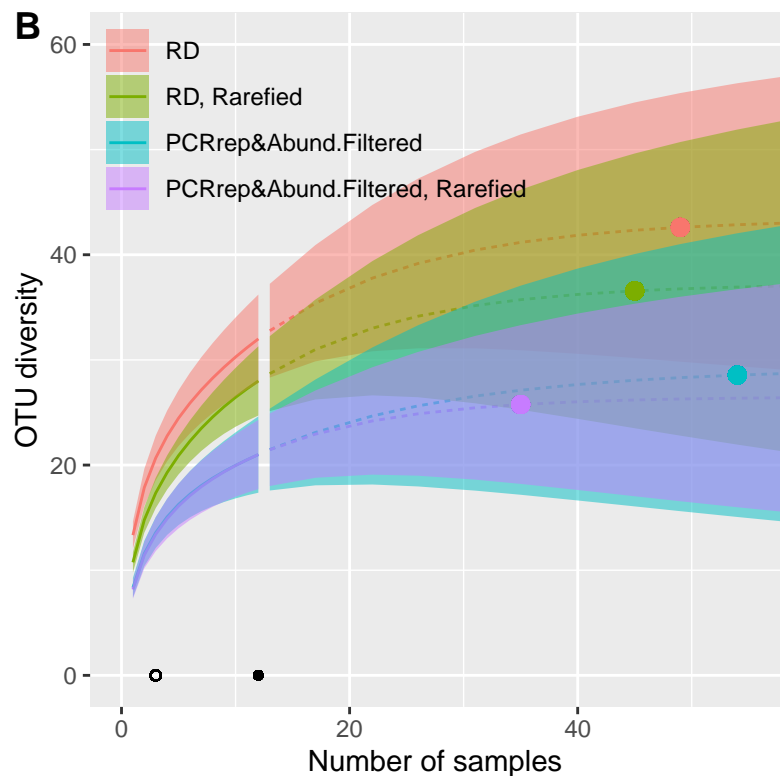 B
60
RD
RD, Rarefied
PCRrep&Abund.Filtered
PCRrep&Abund.Filtered, Rarefied
40
OTU diversity
20
0
0 20 40
Number of samples